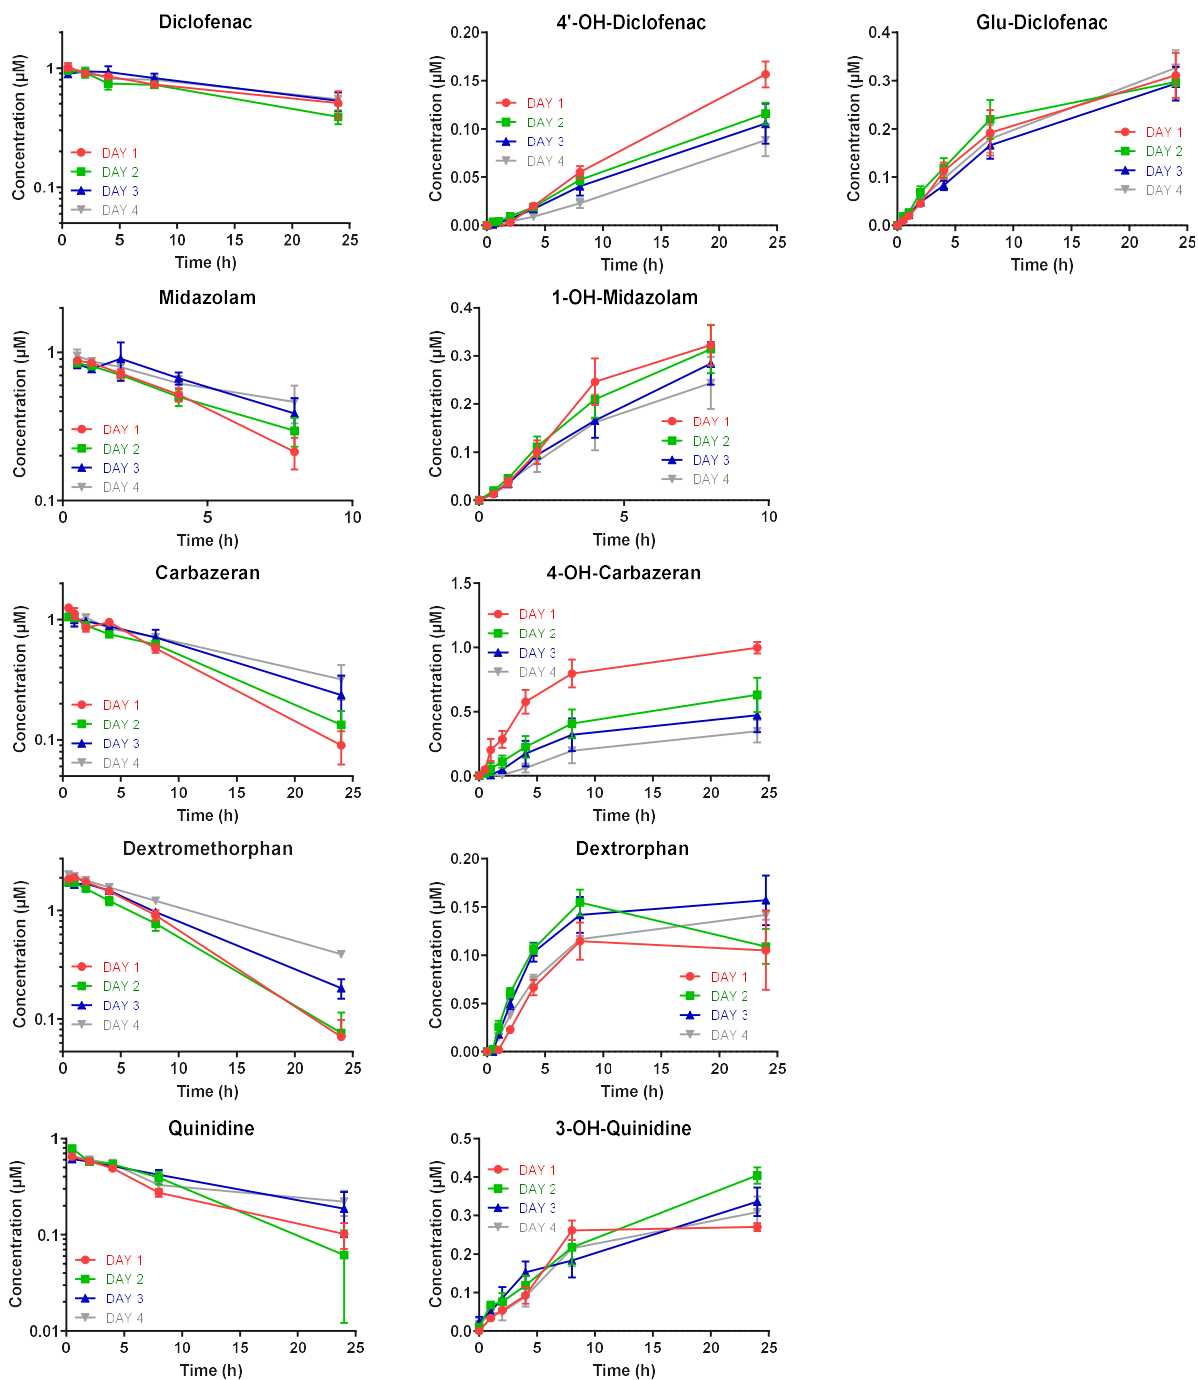 Diclofenac
Concentration (µM)
1
0.1
DAY 1
DAY 2
DAY 3
DAY 4
0 5 10 15 20 25
Time (h)
4'-OH-Diclofenac
Concentration (µM)
0.20
0.15
0.10
0.05
0.00
DAY 1
DAY 2
DAY 3
DAY 4
0 5 10 15 20 25
Time (h)
Glu-Diclofenac
Concentration (µM)
0.4
0.3
0.2
0.1
0.0
DAY 1
DAY 2
DAY 3
DAY 4
0 5 10 15 20 25
Time (h)
Midazolam
Concentration (µM)
1
0.1
DAY 1
DAY 2
DAY 3
DAY 4
0 5 10
Time (h)
1-OH-Midazolam
Concentration (µM)
0.4
0.3
0.2
0.1
0.0
DAY 1
DAY 2
DAY 3
DAY 4
0 5 10
Time (h)
Carbazeran
Concentration (µM)
1
0.1
DAY 1
DAY 2
DAY 3
DAY 4
0 5 10 15 20 25
Time (h)
4-OH-Carbazeran
Concentration (µM)
1.5
1.0
0.5
0.0
DAY 1
DAY 2
DAY 3
DAY 4
0 5 10 15 20 25
Time (h)
Dextromethorphan
Concentration (µM)
1
0.1
DAY 1
DAY 2
DAY 3
DAY 4
0 5 10 15 20 25
Time (h)
Dextrorphan
Concentration (µM)
0.20
0.15
0.10
0.05
0.00
DAY 1
DAY 2
DAY 3
DAY 4
0 5 10 15 20 25
Time (h)
Quinidine
Concentration (µM)
1
0.1
0.01
DAY 1
DAY 2
DAY 3
DAY 4
0 5 10 15 20 25
Time (h)
3-OH-Quinidine
Concentration (µM)
0.5
0.4
0.3
0.2
0.1
0.0
DAY 1
DAY 2
DAY 3
DAY 4
0 5 10 15 20 25
Time (h)